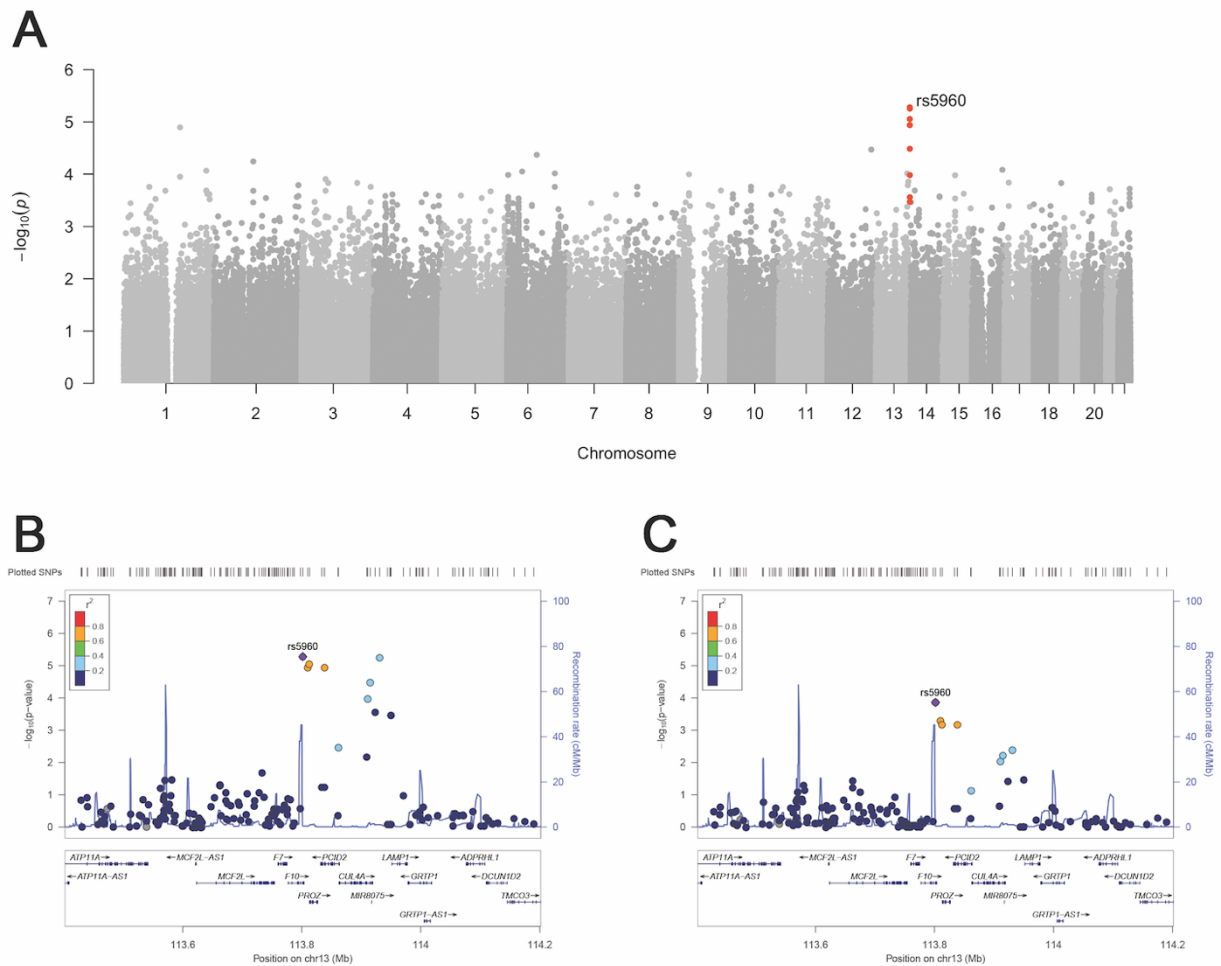 A
6
5
4
3
2
1
0
−log10(p)
rs5960
1 2 3 4 5 6 7 8 9 10 11 12 13 14 15 16 18 20
Chromosome
B
Plotted SNPs
r2
0.8
0.6
0.4
0.2
rs5960
7
6
5
4
3
2
1
0
−log10(p−value)
100
80
60
40
20
0
Recombination rate (cM/Mb)
ATP11A→ ←MCF2L−AS1 F7→ ←PCID2 LAMP1→ ←ADPRHL1
←ATP11A−AS1 MCF2L→ F10→ CUL4A→ ←GRTP1 ←DCUN1D2
PROZ→ MIR8075→ TMCO3→
GRTP1−AS1→
113.6 113.8 114 114.2
Position on chr13 (Mb)
C
Plotted SNPs
r2
0.8
0.6
0.4
0.2
rs5960
7
6
5
4
3
2
1
0
−log10(p−value)
100
80
60
40
20
0
Recombination rate (cM/Mb)
ATP11A→ ←MCF2L−AS1 F7→ ←PCID2 LAMP1→ ←ADPRHL1
←ATP11A−AS1 MCF2L→ F10→ CUL4A→ ←GRTP1 ←DCUN1D2
PROZ→ MIR8075→ TMCO3→
GRTP1−AS1→
113.6 113.8 114 114.2
Position on chr13 (Mb)